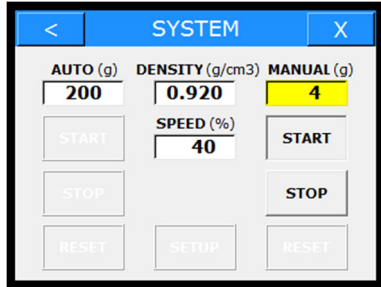 < SYSTEM X
AUTO (g) DENSITY (g/cm3) MANUAL (g)
200 0.920 4
START SPEED (%) START
40
STOP STOP
RESET SETUP RESET